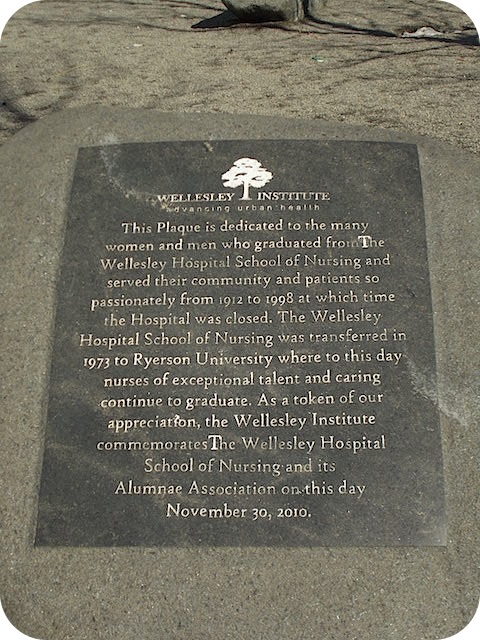 WELLESLEY INSTITUTE
advancing urban health
This Plaque is dedicated to the many
women and men who graduated from The
Wellesley Hospital School of Nursing and
served their community and patients so
passionately from 1912 to 1998 at which time
the Hospital was closed. The Wellesley
Hospital School of Nursing was transferred in
1973 to Ryerson University where to this day
nurses of exceptional talent and caring
continue to graduate. As a token of our
appreciation, the Wellesley Institute
commemorates The Wellesley Hospital
School of Nursing and its
Alumnae Association on this day
November 30, 2010.